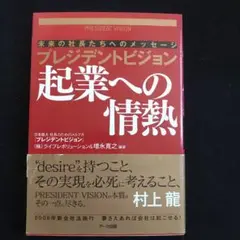 PRESIDENT VISION
未来の社長たちへのメッセージ
プレジデントビジョン
起業への
情熱
プレジデントビジョン
(株)ライブレボリューション&増永寛之 編著
"desire"を持つこと、
その実現を必死に考えること、
PRESIDENT VISIONの本質は、
その一点に尽きる。
村上 龍